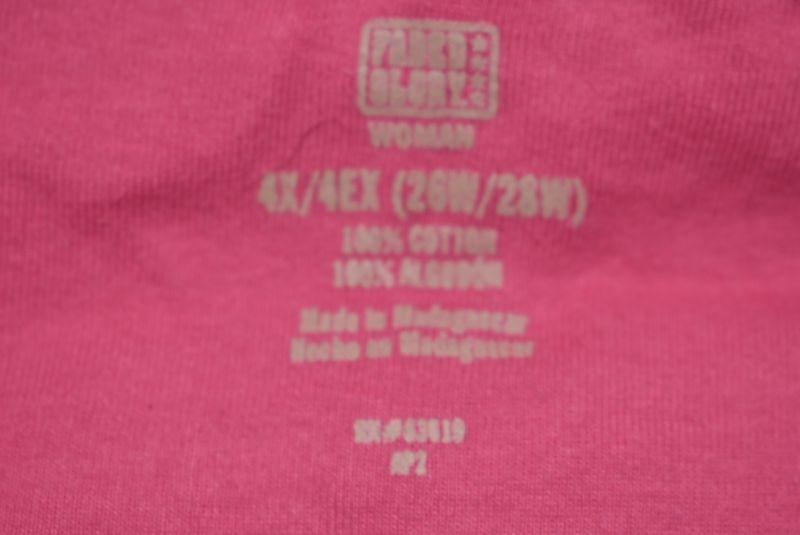 FADED
GLORY
WOMAN
4X/4EX (26W/28W)
100% COTTON
100% ALGODÓN
Made in Madagascar
Hecho en Madagascar